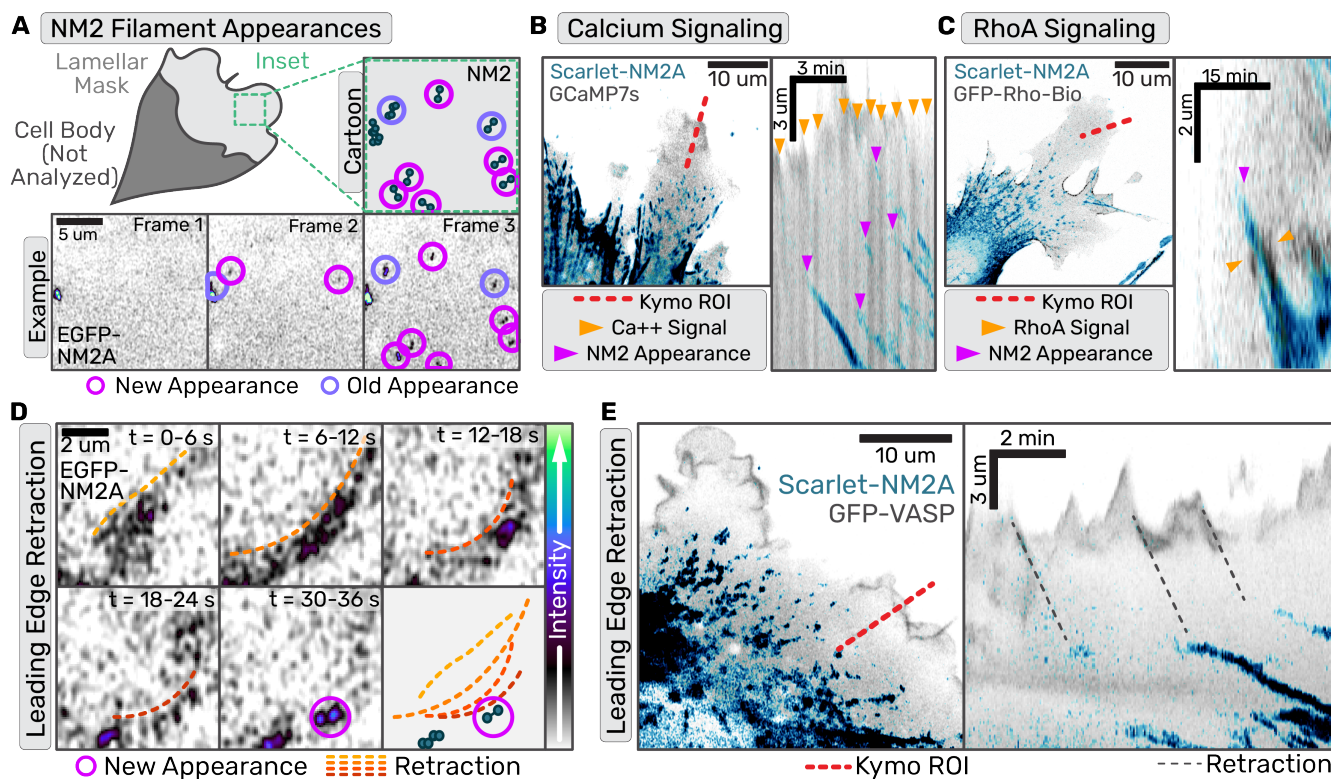 A NM2 Filament Appearances
Lamellar
Mask
Inset
Cell Body
(Not
Analyzed)
Cartoon
NM2
Example
5 um
Frame 1
Frame 2
Frame 3
EGFP-
NM2A
New Appearance
Old Appearance
B Calcium Signaling
Scarlet-NM2A
GCaMP7s
10 um
3 min
3 um
Kymo ROI
Ca++ Signal
NM2 Appearance
C RhoA Signaling
Scarlet-NM2A
GFP-Rho-Bio
10 um
15 min
2 um
Kymo ROI
RhoA Signal
NM2 Appearance
D
Leading Edge Retraction
2 um
EGFP-
NM2A
t = 0-6 s
t = 6-12 s
t = 12-18 s
t = 18-24 s
t = 30-36 s
Intensity
New Appearance
Retraction
E
Leading Edge Retraction
10 um
Scarlet-NM2A
GFP-VASP
2 min
3 um
Kymo ROI
Retraction